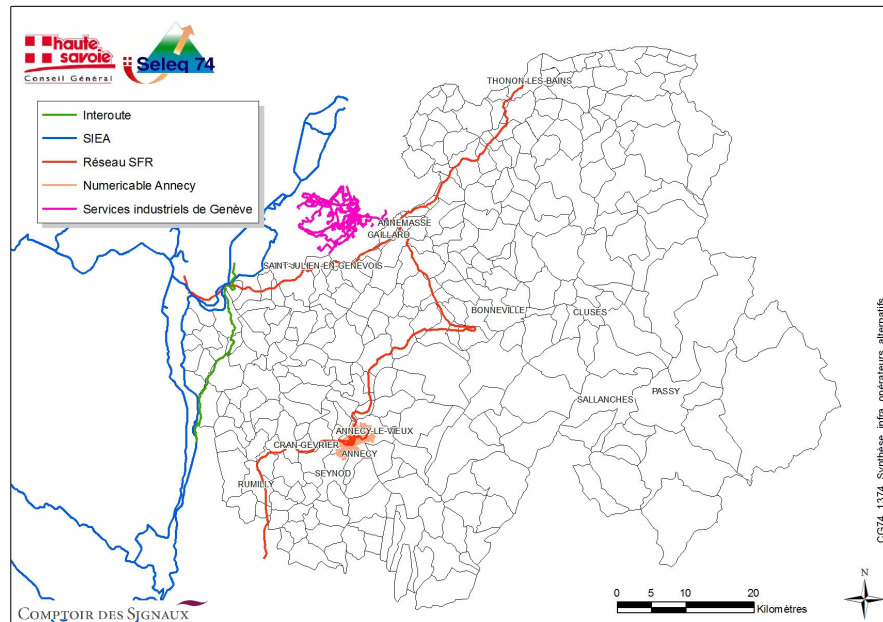 haute
savoie
Conseil Général
Seleq 74
Interoute
SIEA
Réseau SFR
Numericable Annecy
Services industriels de Genève
THONON-LES-BAINS
ANNEMASSE
GAILLARD
SAINT-JULIEN-EN-GENEVOIS
BONNEVILLE
CLUSES
SALLANCHES
PASSY
ANNECY-LE-VIEUX
CRAN-GEVRIER
ANNECY
SEYNOD
RUMILLY
CG74_1374_Synthèse_infra_opérateurs_alternatifs
N
0 5 10 20
Kilomètres
COMPTOIR DES SIGNAUX